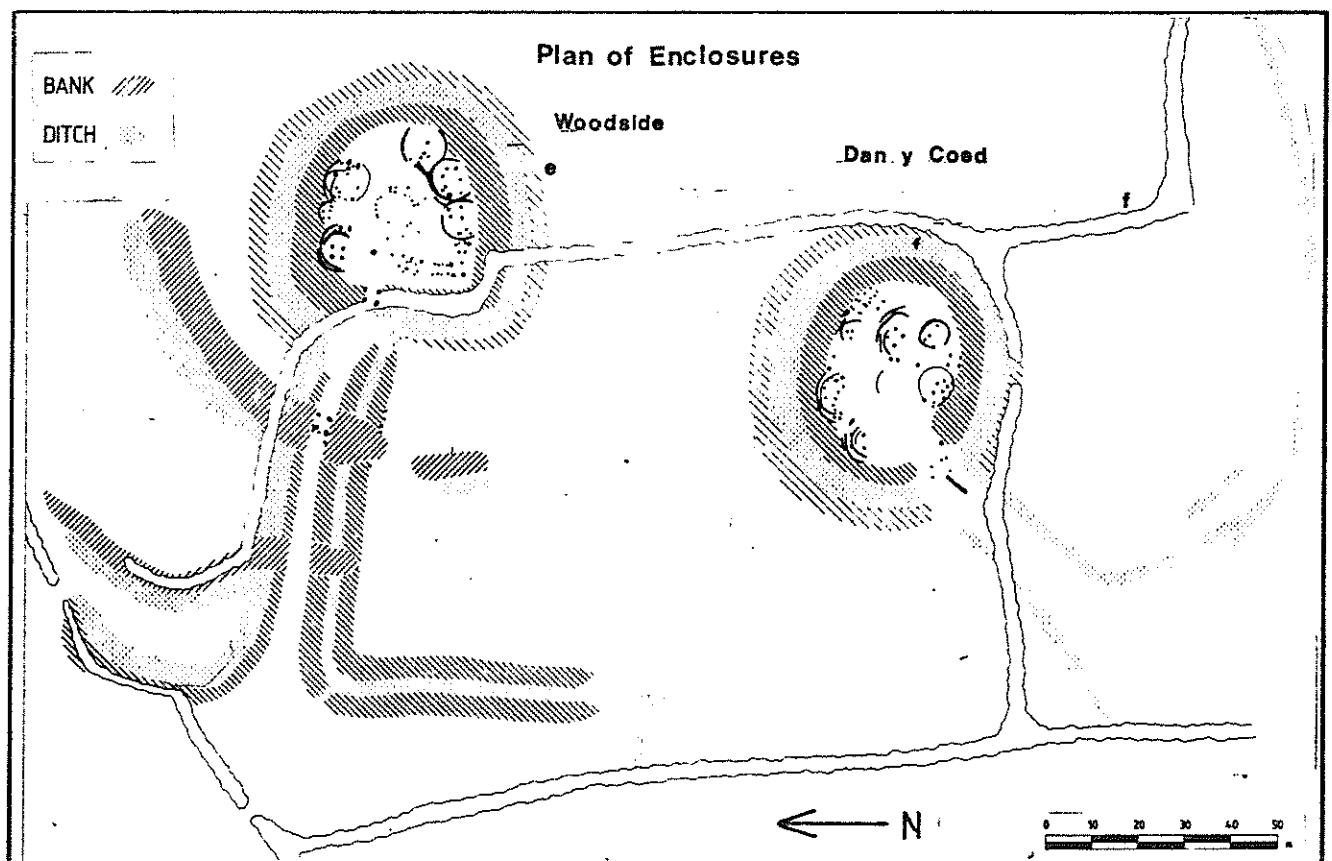 Plan of Enclosures
BANK
DITCH
Woodside
e
Dan y Coed
f
f
N
0 10 20 30 40 50
m